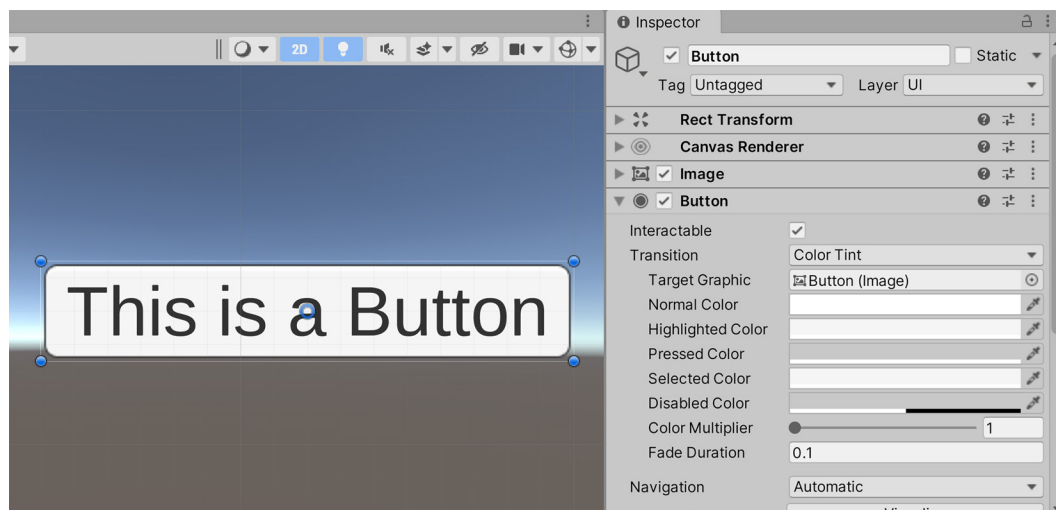 Inspector
2D
Button
Static
Tag Untagged Layer UI
Rect Transform
Canvas Renderer
Image
Button
Interactable
Transition Color Tint
Target Graphic Button (Image)
Normal Color
Highlighted Color
Pressed Color
Selected Color
Disabled Color
Color Multiplier 1
Fade Duration 0.1
Navigation Automatic
This is a Button